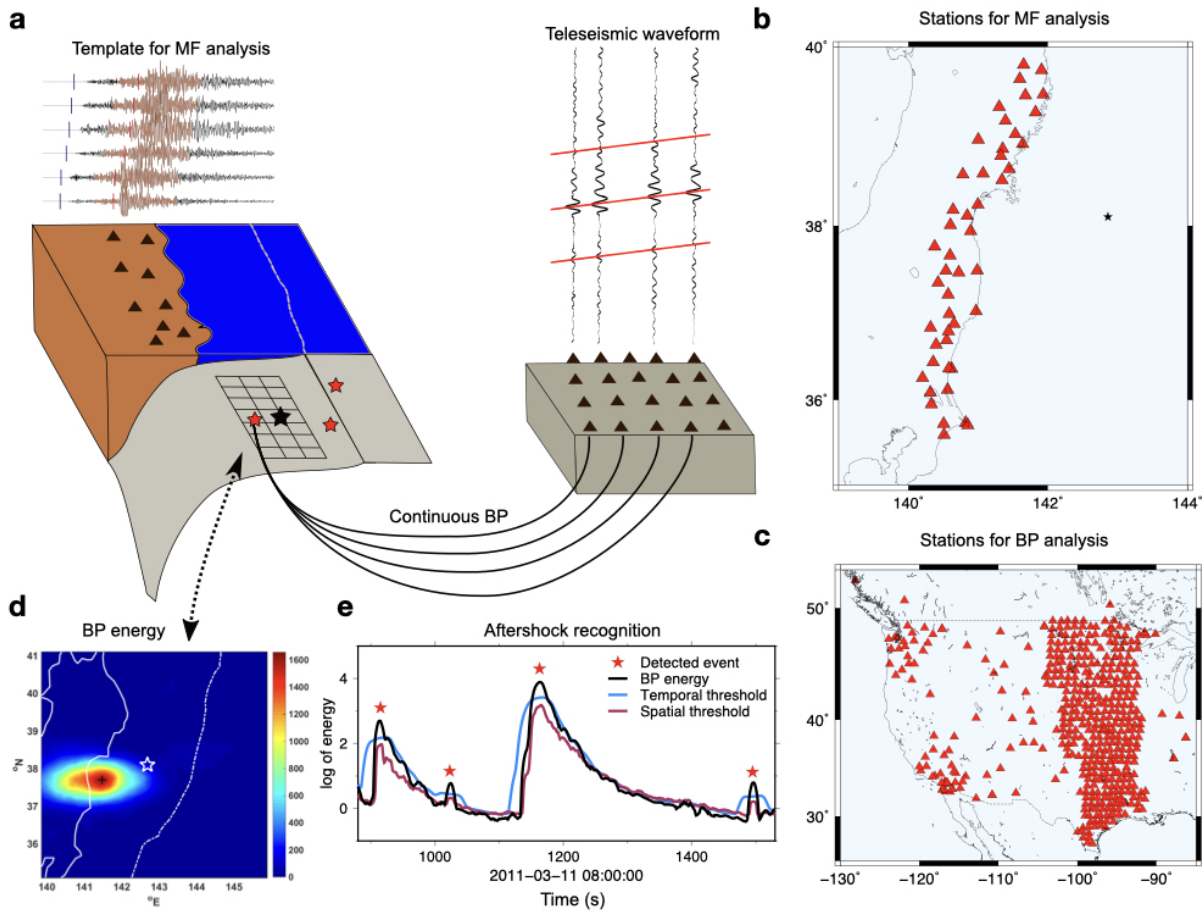 a
Template for MF analysis
Teleseismic waveform
Continuous BP
b
Stations for MF analysis
40˚
38˚
36˚
140˚ 142˚ 144˚
c
Stations for BP analysis
50˚
40˚
30˚
−130˚ −120˚ −110˚ −100˚ −90˚
d
BP energy
41
40
39
38
37
36
°N
140 141 142 143 144 145
°E
1600
1400
1200
1000
800
600
400
200
0
e
Aftershock recognition
Detected event
BP energy
Temporal threshold
Spatial threshold
log of energy
4
2
0
1000 1200 1400
2011−03−11 08:00:00
Time (s)